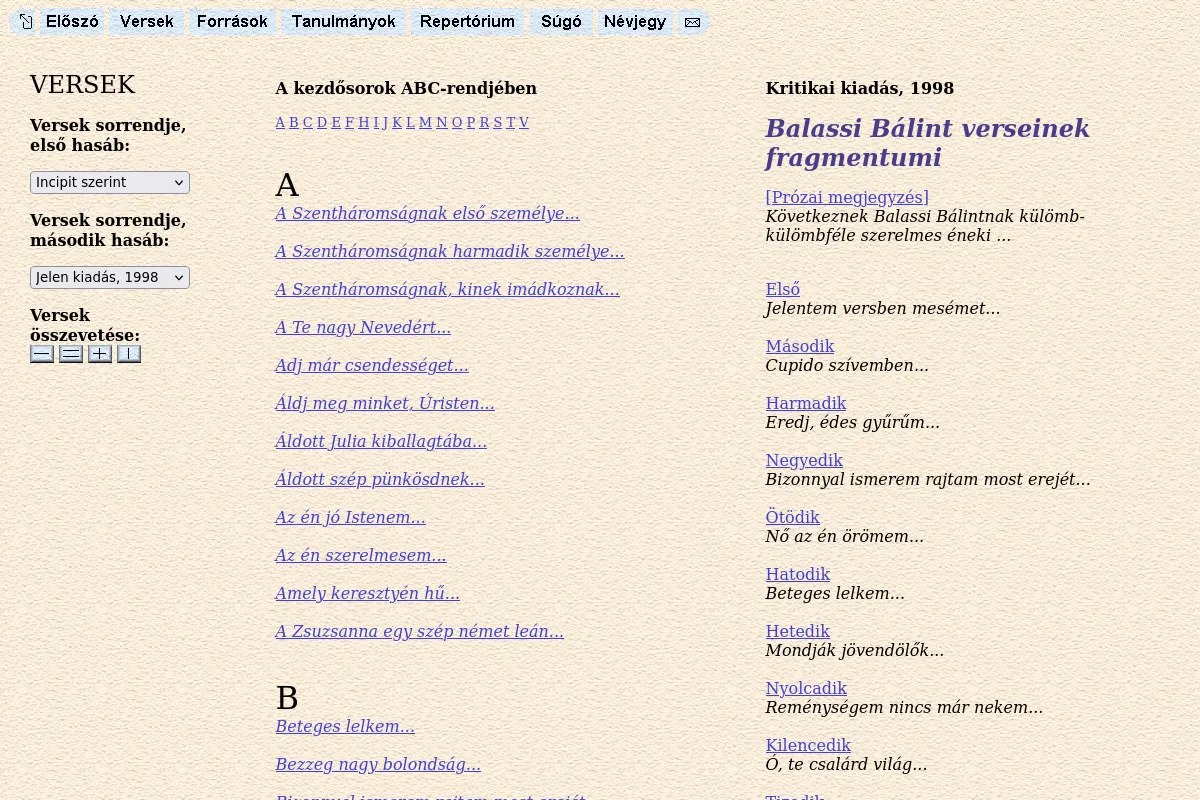 Előszó Versek Források Tanulmányok Repertórium Súgó Névjegy
VERSEK
Versek sorrendje,
első hasáb:
Incipit szerint
Versek sorrendje,
második hasáb:
Jelen kiadás, 1998
Versek
összevetése:
A kezdősorok ABC-rendjében
A B C D E F H I J K L M N O P R S T V
A
A Szentháromságnak első személye...
A Szentháromságnak harmadik személye...
A Szentháromságnak, kinek imádkoznak...
A Te nagy Nevedért...
Adj már csendességet...
Áldj meg minket, Úristen...
Áldott Julia kiballagtába...
Áldott szép pünkösdnek...
Az én jó Istenem...
Az én szerelmesem...
Amely keresztyén hű...
A Zsuzsanna egy szép német leán...
B
Beteges lelkem...
Bezzeg nagy bolondság...
Bizonnyal ismerem rajtam most erejét...
Kritikai kiadás, 1998
Balassi Bálint verseinek
fragmentumi
[Prózai megjegyzés]
Következnek Balassi Bálintnak külömb-
külömbféle szerelmes éneki ...
Első
Jelentem versben mesémet...
Második
Cupido szívemben...
Harmadik
Eredj, édes gyűrűm...
Negyedik
Bizonnyal ismerem rajtam most erejét...
Ötödik
Nő az én örömem...
Hatodik
Beteges lelkem...
Hetedik
Mondják jövendölők...
Nyolcadik
Reménységem nincs már nekem...
Kilencedik
Ó, te csalárd világ...
Tizedik